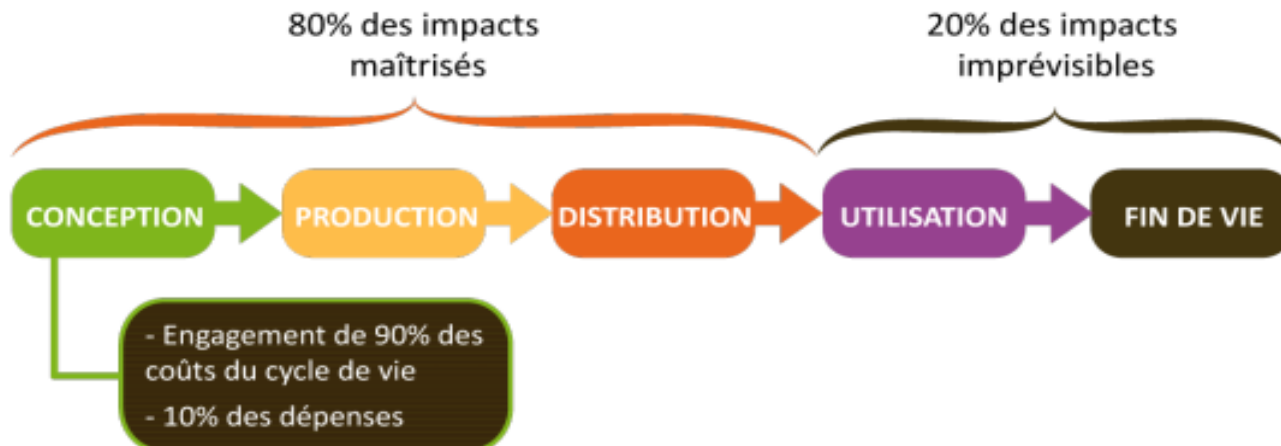 80% des impacts
maîtrisés
20% des impacts
imprévisibles
CONCEPTION
PRODUCTION
DISTRIBUTION
UTILISATION
FIN DE VIE
- Engagement de 90% des
coûts du cycle de vie
- 10% des dépenses